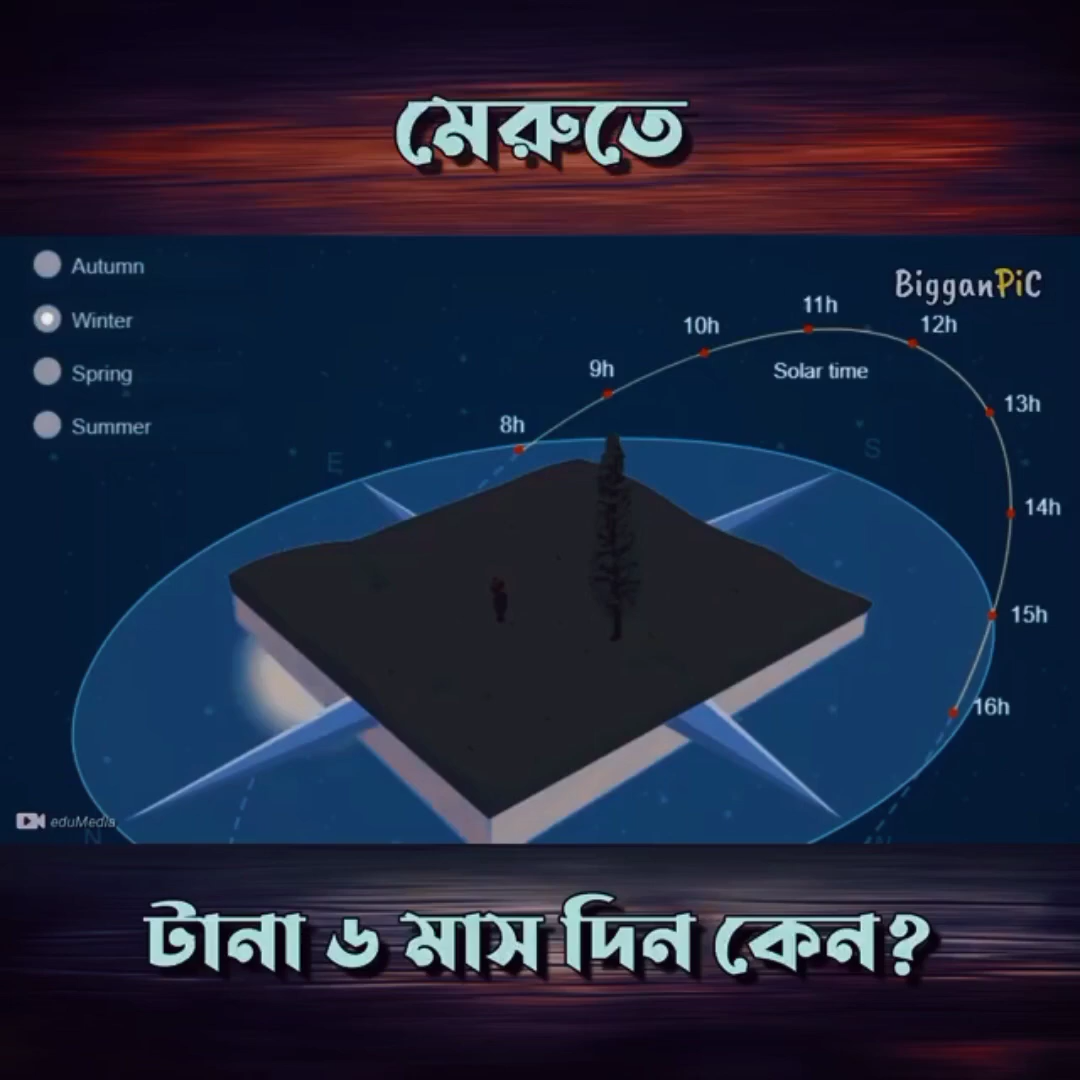 মেরুতে
Autumn
Winter
Spring
Summer
BigganPiC
8h
9h
10h
11h
12h
Solar time
13h
14h
15h
16h
E
S
N
eduMedia
টানা ৬ মাস দিন কেন?